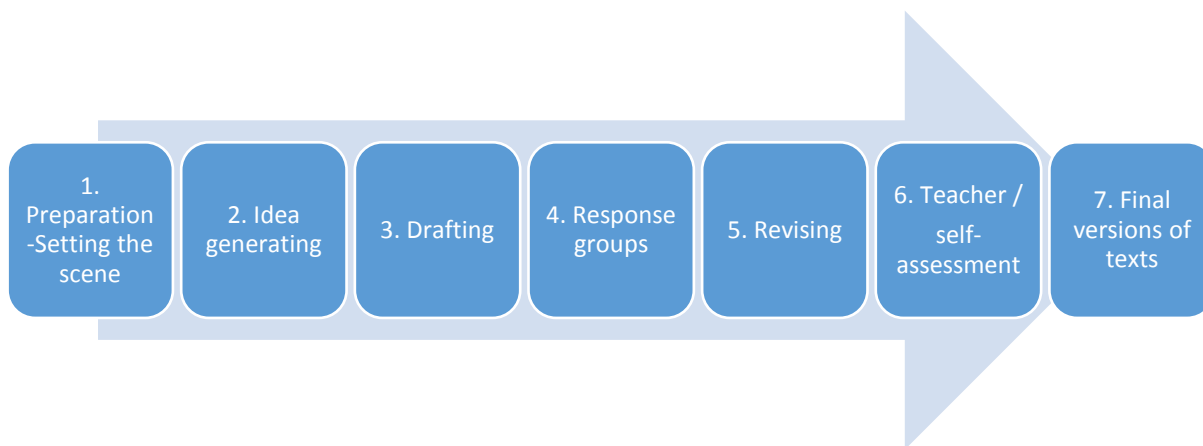 1.
Preparation
-Setting the
scene
2. Idea
generating
3. Drafting
4. Response
groups
5. Revising
6. Teacher /
self-
assessment
7. Final
versions of
texts